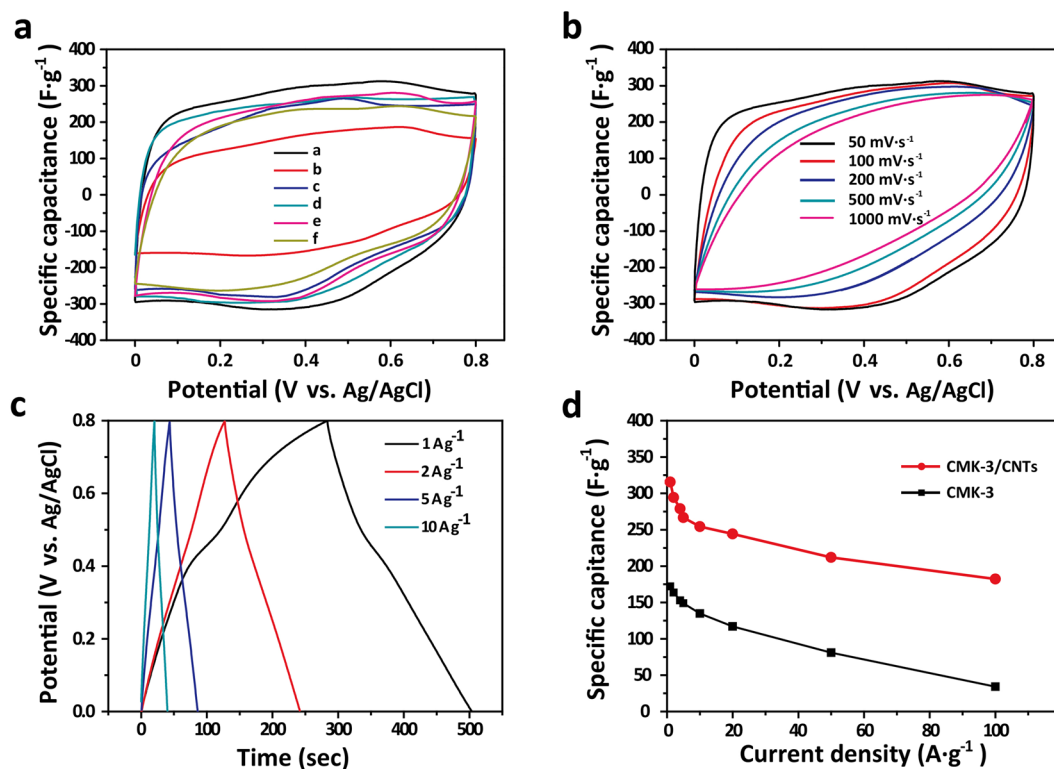 a
Specific capacitance (F·g⁻¹)
400
300
200
100
0
-100
-200
-300
-400
a
b
c
d
e
f
0
0.2
0.4
0.6
0.8
Potential (V vs. Ag/AgCl)
b
Specific capacitance (F·g⁻¹)
400
300
200
100
0
-100
-200
-300
-400
50 mV·s⁻¹
100 mV·s⁻¹
200 mV·s⁻¹
500 mV·s⁻¹
1000 mV·s⁻¹
0
0.2
0.4
0.6
0.8
Potential (V vs. Ag/AgCl)
c
Potential (V vs. Ag/AgCl)
0.8
0.6
0.4
0.2
0.0
1 Ag⁻¹
2 Ag⁻¹
5 Ag⁻¹
10 Ag⁻¹
0
100
200
300
400
500
Time (sec)
d
Specific capitance (F·g⁻¹)
400
350
300
250
200
150
100
50
0
CMK-3/CNTs
CMK-3
0
20
40
60
80
100
Current density (A·g⁻¹)